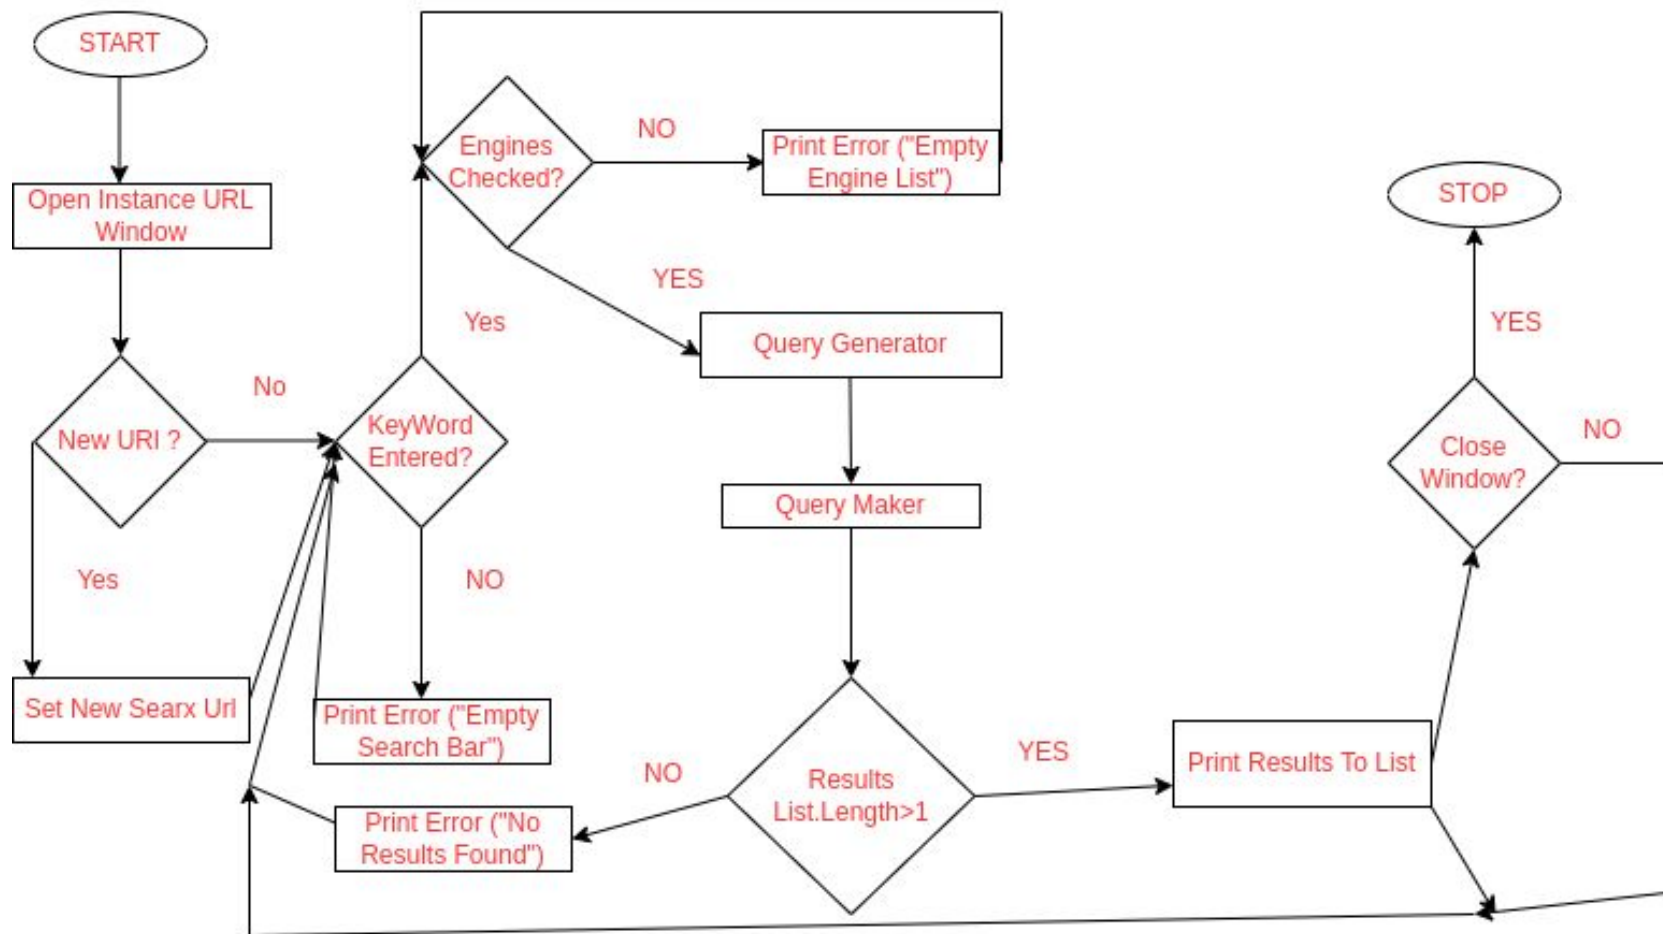 START
Open Instance URL
Window
New URI ?
No
Yes
Set New Searx Url
KeyWord
Entered?
Yes
NO
Print Error ("Empty
Search Bar")
Engines
Checked?
NO
Print Error ("Empty
Engine List")
YES
Query Generator
Query Maker
Results
List.Length>1
NO
Print Error ("No
Results Found")
YES
Print Results To List
Close
Window?
NO
YES
STOP